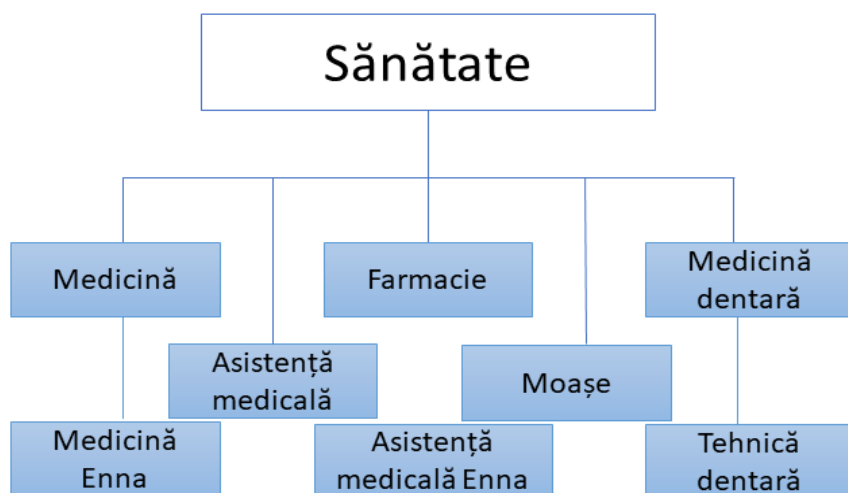 Sănătate
Medicină
Farmacie
Medicină
dentară
Asistență
medicală
Moașe
Medicină
Enna
Asistență
medicală Enna
Tehnică
dentară